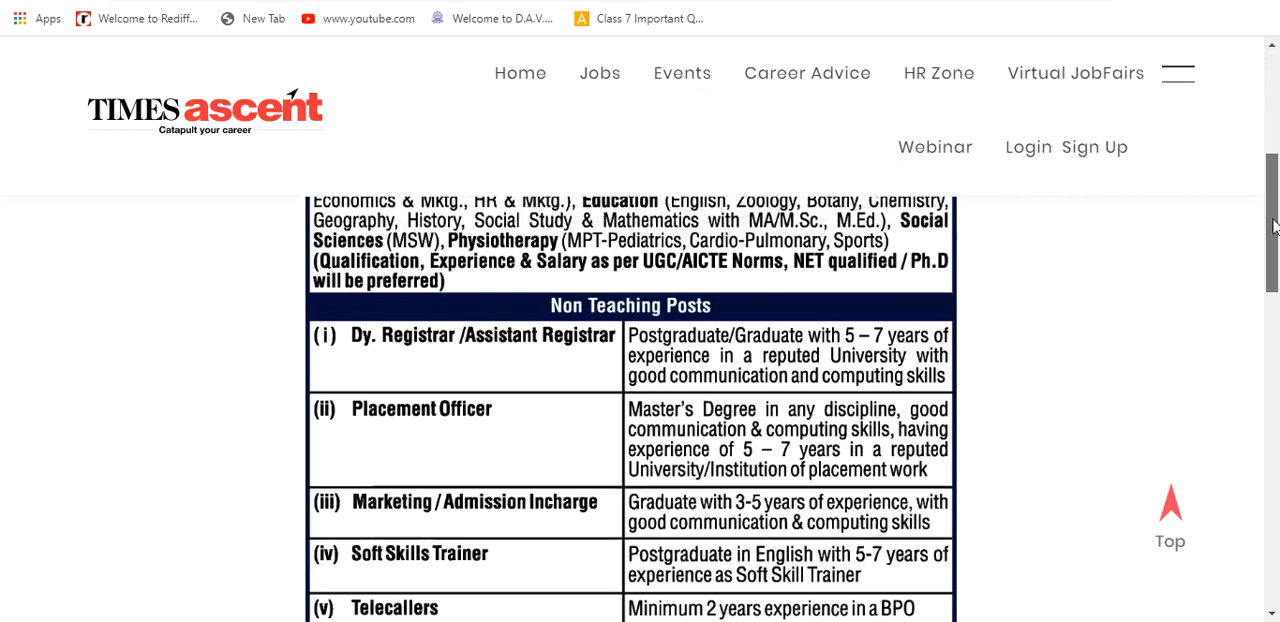 Apps Welcome to Rediff... New Tab www.youtube.com Welcome to D.A.V.... Class 7 Important Q...
Home Jobs Events Career Advice HR Zone Virtual JobFairs
TIMES ascent
Catapult your career
Webinar Login Sign Up
Economics & Mktg., HR & Mktg.), Education (English, Zoology, Botany, Chemistry,
Geography, History, Social Study & Mathematics with MA/M.Sc., M.Ed.), Social
Sciences (MSW), Physiotherapy (MPT-Pediatrics, Cardio-Pulmonary, Sports)
(Qualification, Experience & Salary as per UGC/AICTE Norms, NET qualified / Ph.D
will be preferred)
Non Teaching Posts
(i) Dy. Registrar /Assistant Registrar
Postgraduate/Graduate with 5 – 7 years of
experience in a reputed University with
good communication and computing skills
(ii) Placement Officer
Master's Degree in any discipline, good
communication & computing skills, having
experience of 5 – 7 years in a reputed
University/Institution of placement work
(iii) Marketing / Admission Incharge
Graduate with 3-5 years of experience, with
good communication & computing skills
(iv) Soft Skills Trainer
Postgraduate in English with 5-7 years of
experience as Soft Skill Trainer
(v) Telecallers
Minimum 2 years experience in a BPO
Top